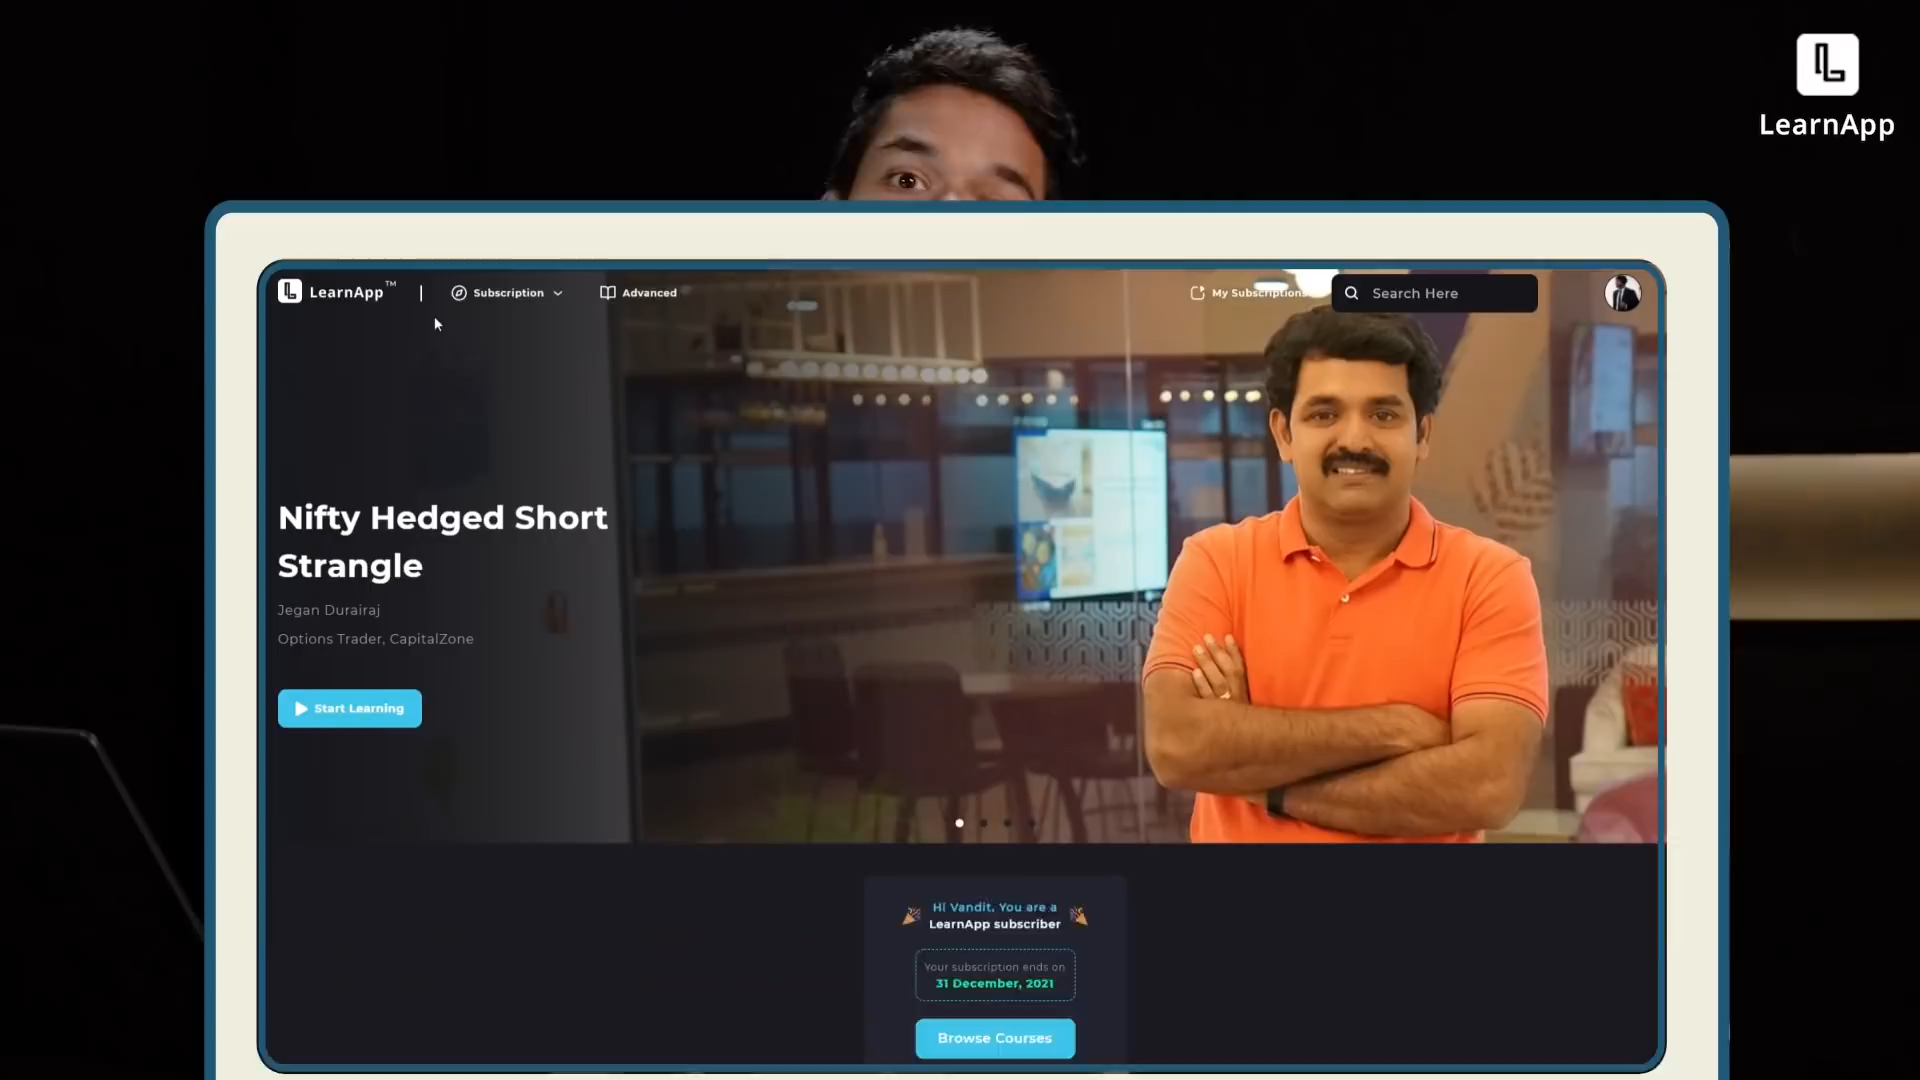 LearnApp
LearnApp™ | Subscription Advanced My Subscriptions Search Here
Nifty Hedged Short
Strangle
Jegan Durairaj
Options Trader, CapitalZone
Start Learning
Hi Vandit, You are a
LearnApp subscriber
Your subscription ends on
31 December, 2021
Browse Courses